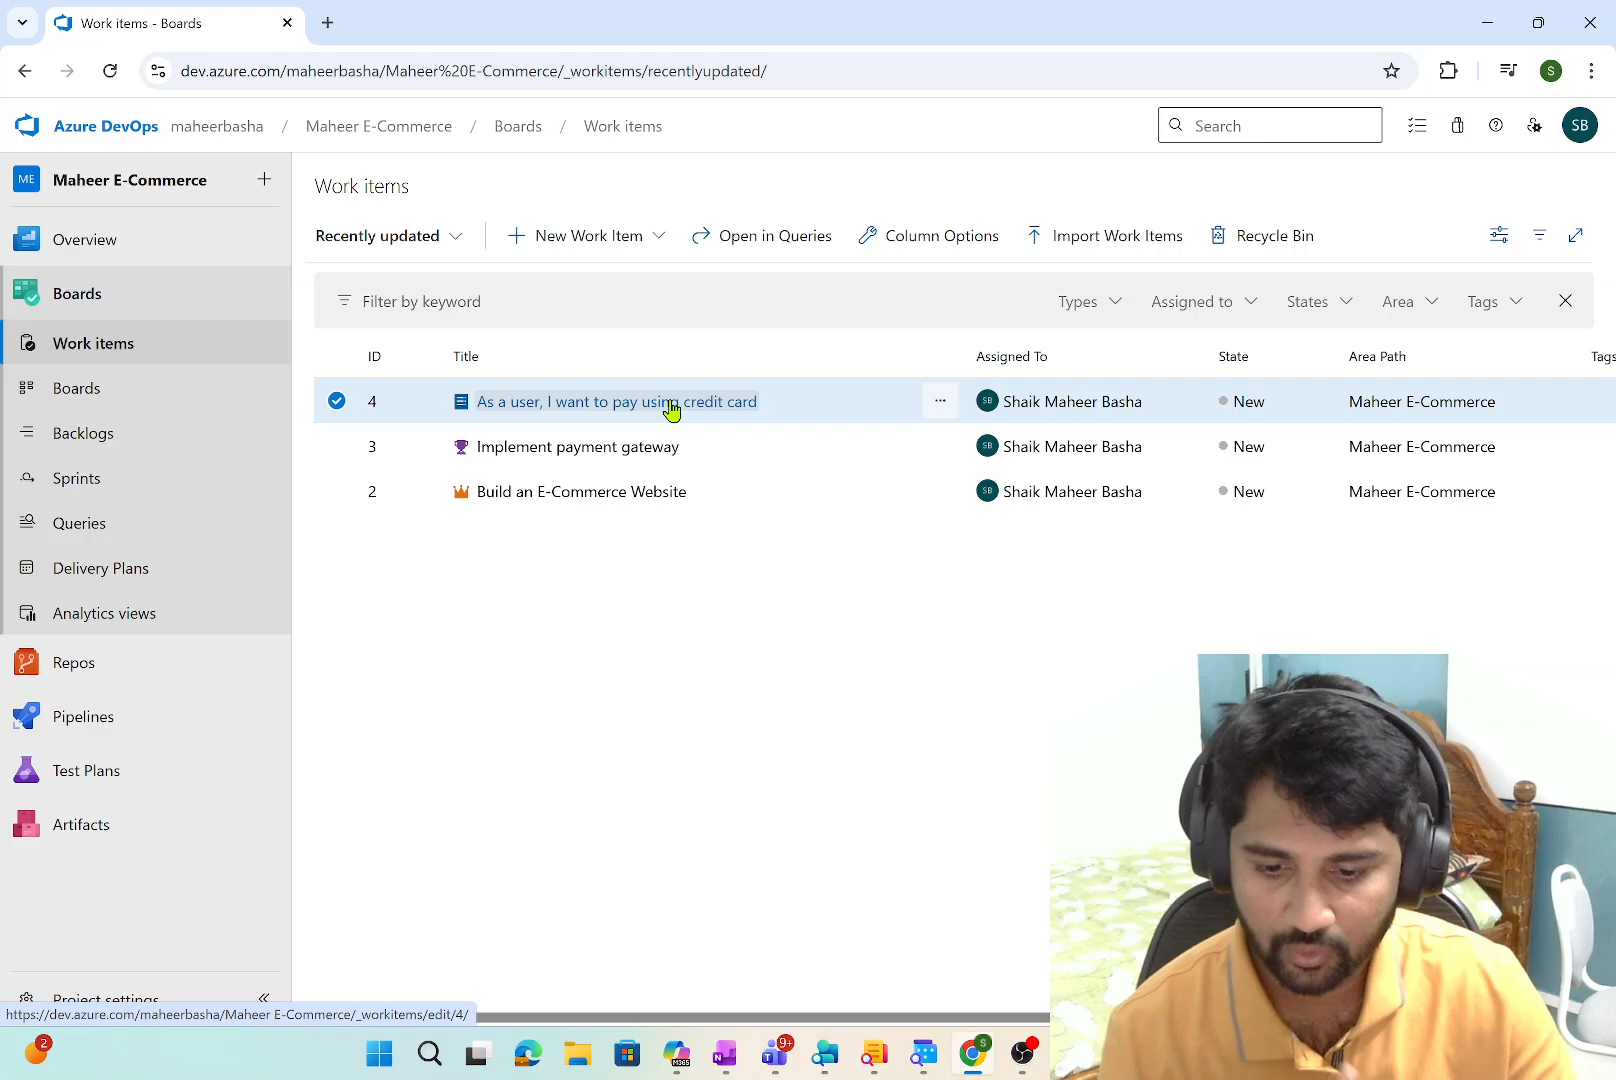 Work items - Boards
dev.azure.com/maheerbasha/Maheer%20E-Commerce/_workitems/recentlyupdated/
S
Azure DevOps maheerbasha / Maheer E-Commerce / Boards / Work items
Search
SB
ME Maheer E-Commerce
Overview
Boards
Work items
Boards
Backlogs
Sprints
Queries
Delivery Plans
Analytics views
Repos
Pipelines
Test Plans
Artifacts
Project settings
Work items
Recently updated New Work Item Open in Queries Column Options Import Work Items Recycle Bin
Filter by keyword Types Assigned to States Area Tags
ID Title Assigned To State Area Path Tags
4 As a user, I want to pay using credit card SB Shaik Maheer Basha New Maheer E-Commerce
3 Implement payment gateway SB Shaik Maheer Basha New Maheer E-Commerce
2 Build an E-Commerce Website SB Shaik Maheer Basha New Maheer E-Commerce
https://dev.azure.com/maheerbasha/Maheer E-Commerce/_workitems/edit/4/
2
M365
N
T
9+
S